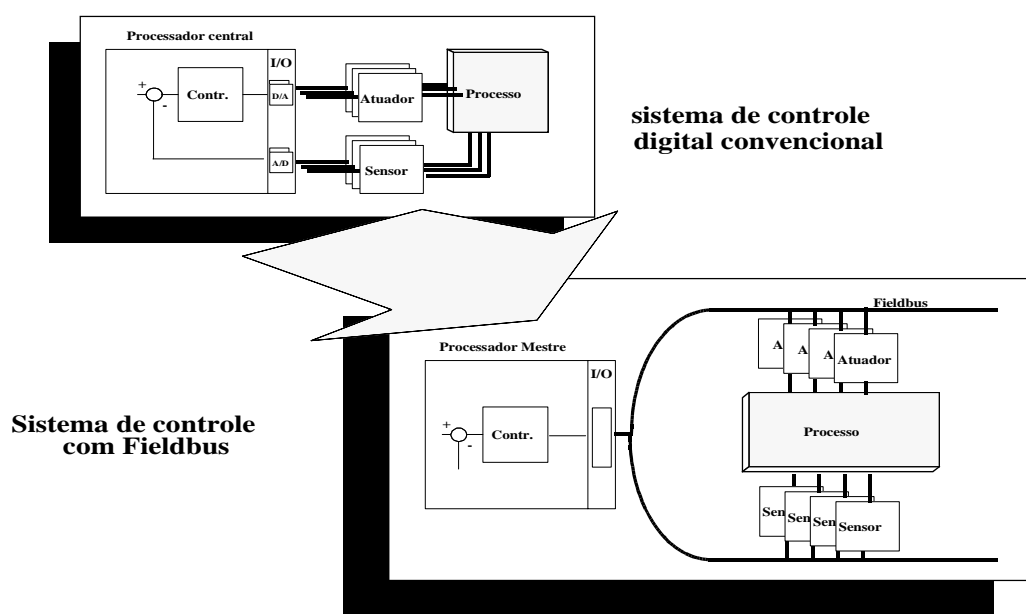 Processador central
I/O
+
-
Contr.
D/A
A/D
Atuador
Sensor
Processo
sistema de controle
digital convencional
Fieldbus
Processador Mestre
I/O
+
-
Contr.
A
A
A
Atuador
Processo
Sen
Sen
Sen
Sensor
Sistema de controle
com Fieldbus